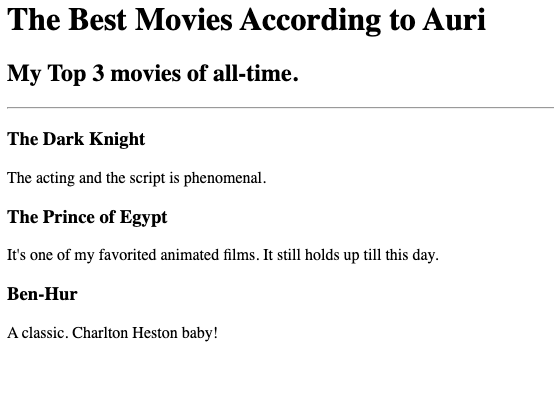 The Best Movies According to Auri
My Top 3 movies of all-time.
The Dark Knight
The acting and the script is phenomenal.
The Prince of Egypt
It's one of my favorited animated films. It still holds up till this day.
Ben-Hur
A classic. Charlton Heston baby!